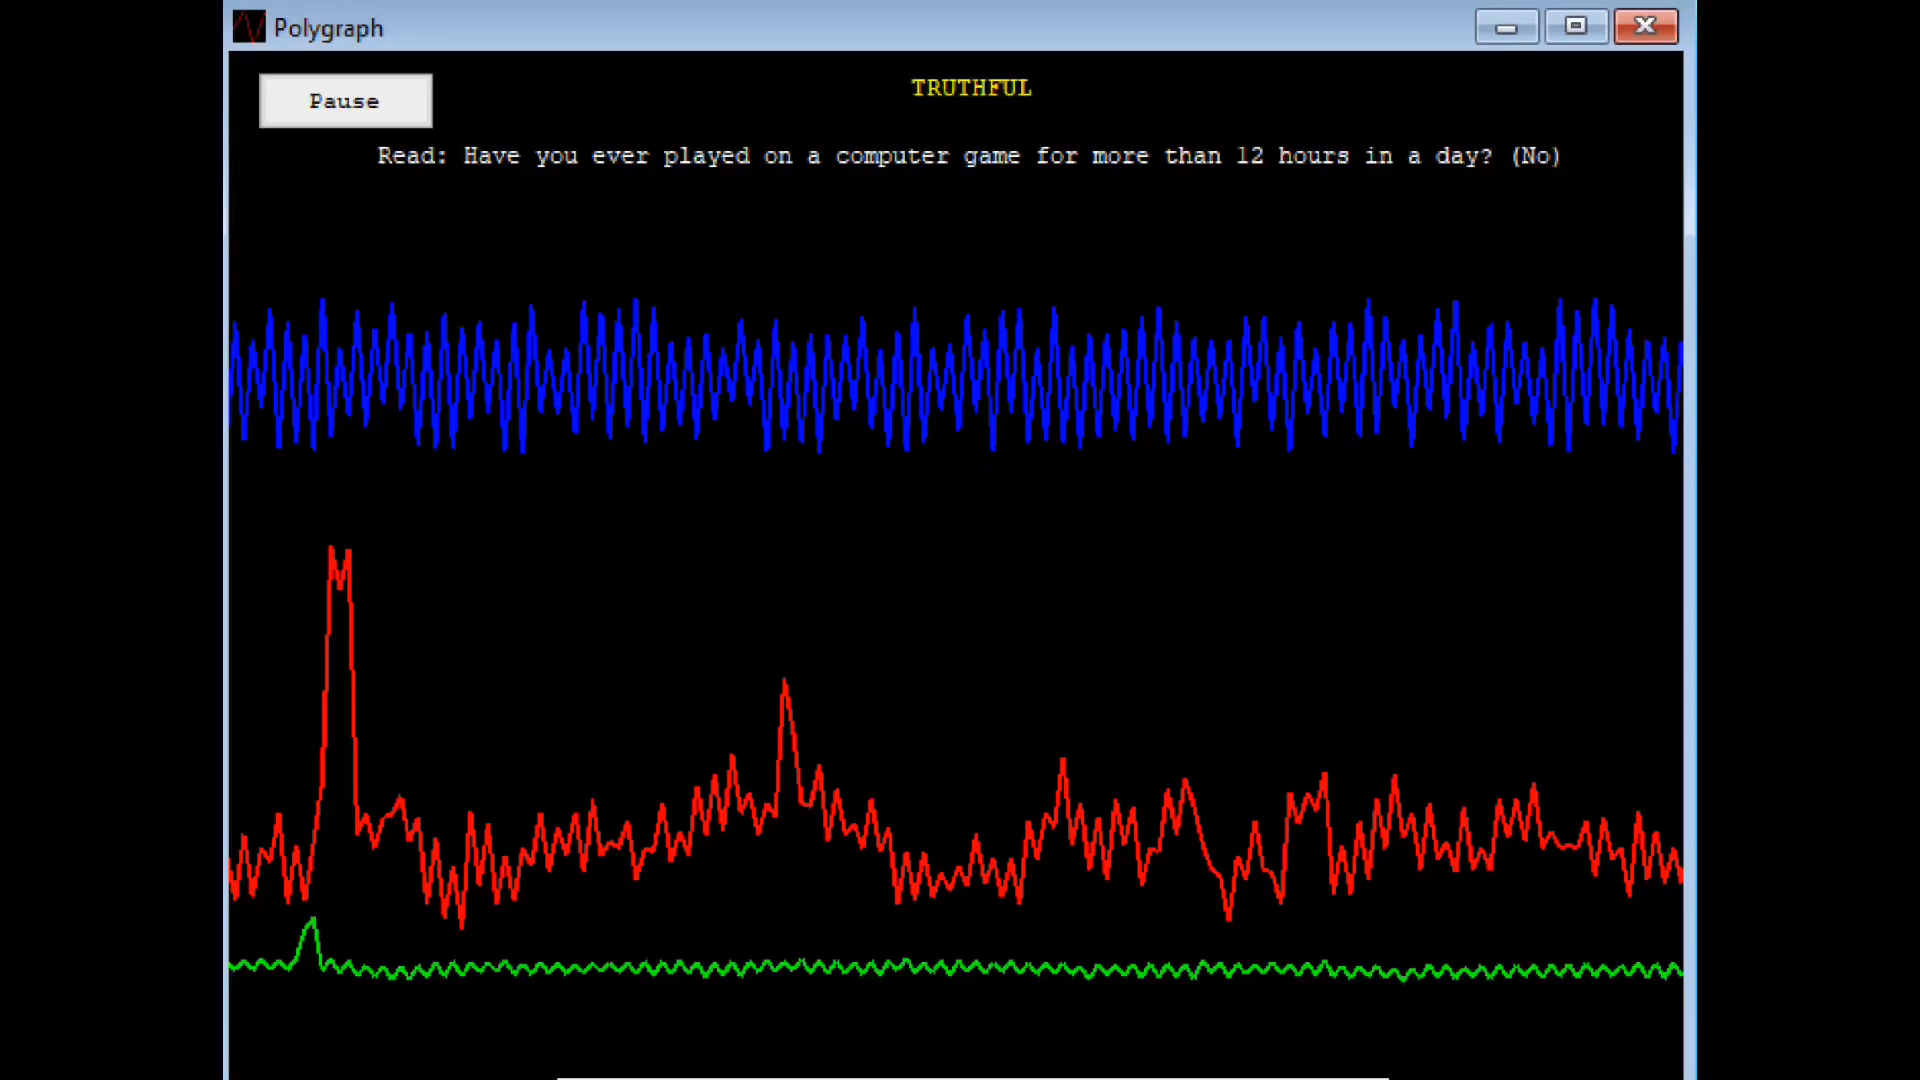 Polygraph
Pause
TRUTHFUL
Read: Have you ever played on a computer game for more than 12 hours in a day? (No)